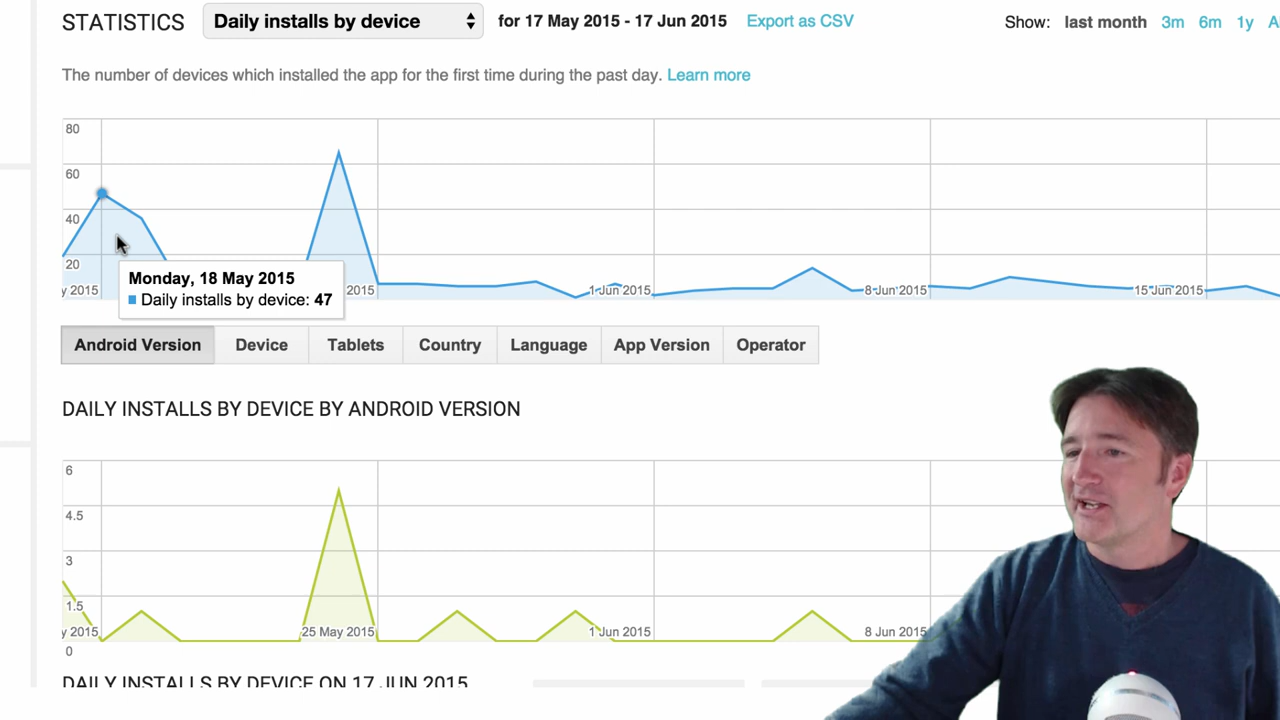 STATISTICS Daily installs by device for 17 May 2015 - 17 Jun 2015 Export as CSV Show: last month 3m 6m 1y
The number of devices which installed the app for the first time during the past day. Learn more
80
60
40
20
y 2015 2015 1 Jun 2015 8 Jun 2015 15 Jun 2015
Monday, 18 May 2015
Daily installs by device: 47
Android Version Device Tablets Country Language App Version Operator
DAILY INSTALLS BY DEVICE BY ANDROID VERSION
6
4.5
3
1.5
y 2015 25 May 2015 1 Jun 2015 8 Jun 2015
0
DAILY INSTALLS BY DEVICE ON 17 JUN 2015